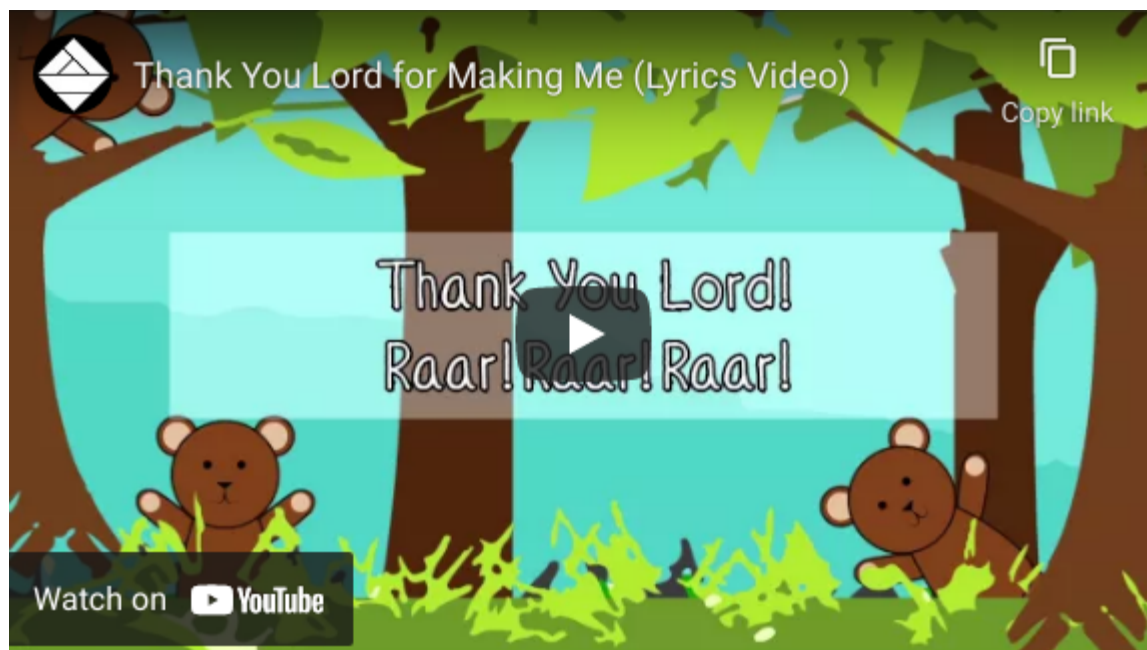 Thank You Lord for Making Me (Lyrics Video)
Copy link
Thank You Lord!
Raar! Raar! Raar!
Watch on YouTube